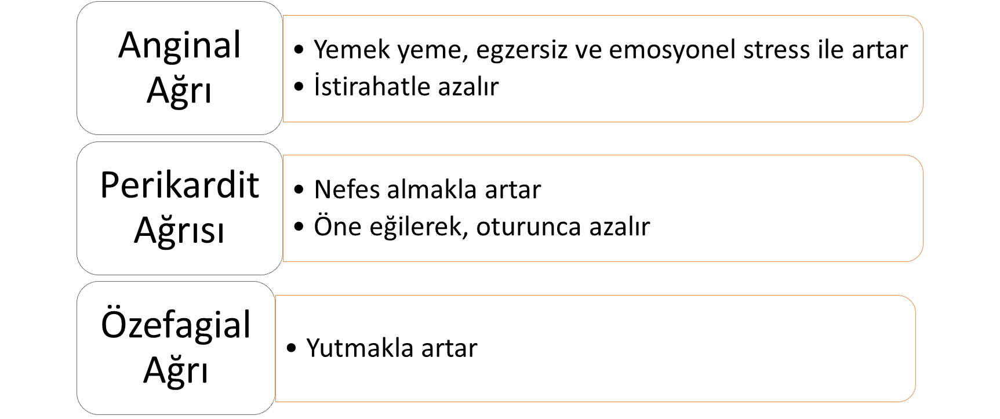 Anginal
Ağrı
• Yemek yeme, egzersiz ve emosyonel stress ile artar
• İstirahatle azalır
Perikardit
Ağrısı
• Nefes almakla artar
• Öne eğilerek, oturunca azalır
Özefagial
Ağrı
• Yutmakla artar